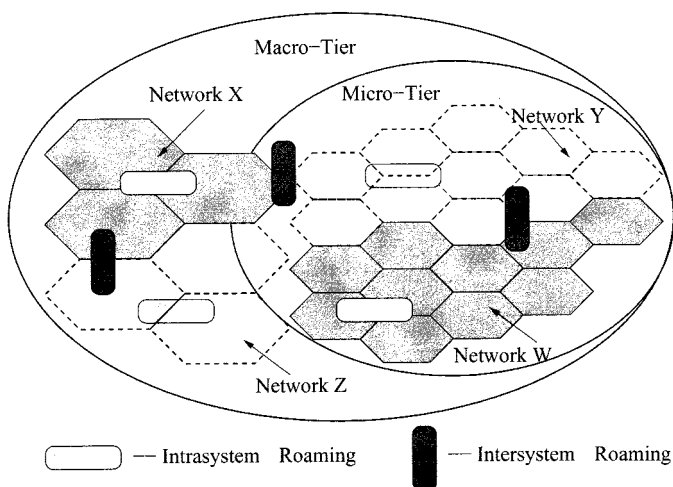 Macro-Tier
Network X
Micro-Tier
Network Y
Network W
Network Z
-- Intrasystem Roaming
-- Intersystem Roaming